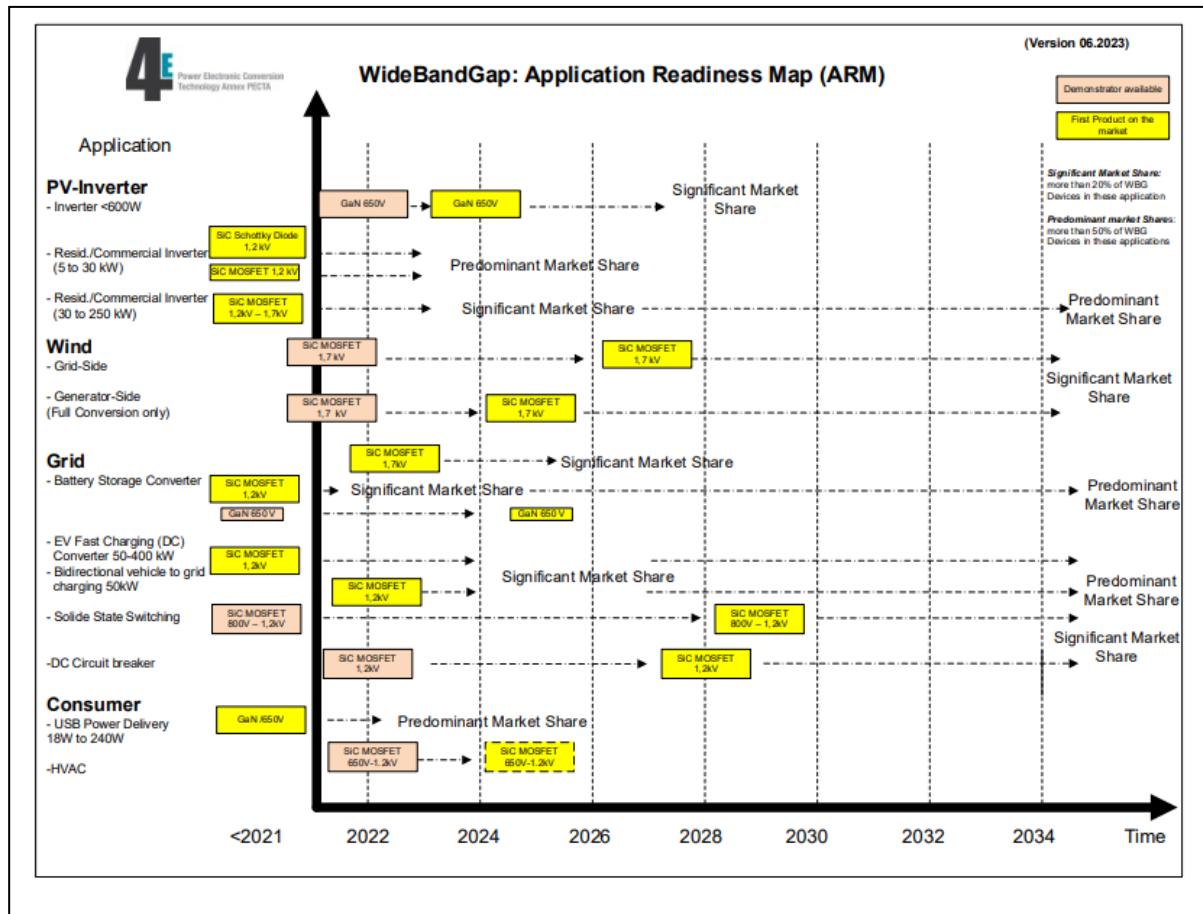 (Version 06.2023)
4E
Power Electronic Conversion
Technology Annex PECTA
WideBandGap: Application Readiness Map (ARM)
Demonstrator available
First Product on the
market
Significant Market Share:
more than 20% of WBG
Devices in these application
Predominant market Shares:
more than 50% of WBG
Devices in these applications
Application
PV-Inverter
- Inverter <600W
GaN 650V
GaN 650V
Significant Market
Share
SiC Schottky Diode
1,2 kV
- Resid./Commercial Inverter
(5 to 30 kW)
SiC MOSFET 1,2 kV
Predominant Market Share
- Resid./Commercial Inverter
(30 to 250 kW)
SiC MOSFET
1,2kV – 1,7kV
Significant Market Share
Predominant
Market Share
Wind
- Grid-Side
SiC MOSFET
1,7 kV
SiC MOSFET
1,7 kV
Significant Market
Share
- Generator-Side
(Full Conversion only)
SiC MOSFET
1,7 kV
SiC MOSFET
1,7 kV
Grid
- Battery Storage Converter
SiC MOSFET
1,7kV
Significant Market Share
SiC MOSFET
1,2kV
Significant Market Share
Predominant
Market Share
GaN 650 V
GaN 650 V
- EV Fast Charging (DC)
Converter 50-400 kW
- Bidirectional vehicle to grid
charging 50kW
SiC MOSFET
1,2kV
Significant Market Share
SiC MOSFET
1,2kV
Predominant
Market Share
- Solide State Switching
SiC MOSFET
800V – 1,2kV
SiC MOSFET
800V – 1,2kV
Significant Market
Share
-DC Circuit breaker
SiC MOSFET
1,2kV
SiC MOSFET
1,2kV
Consumer
- USB Power Delivery
18W to 240W
GaN /650V
Predominant Market Share
-HVAC
SiC MOSFET
650V-1.2kV
SiC MOSFET
650V-1.2kV
<2021
2022
2024
2026
2028
2030
2032
2034
Time